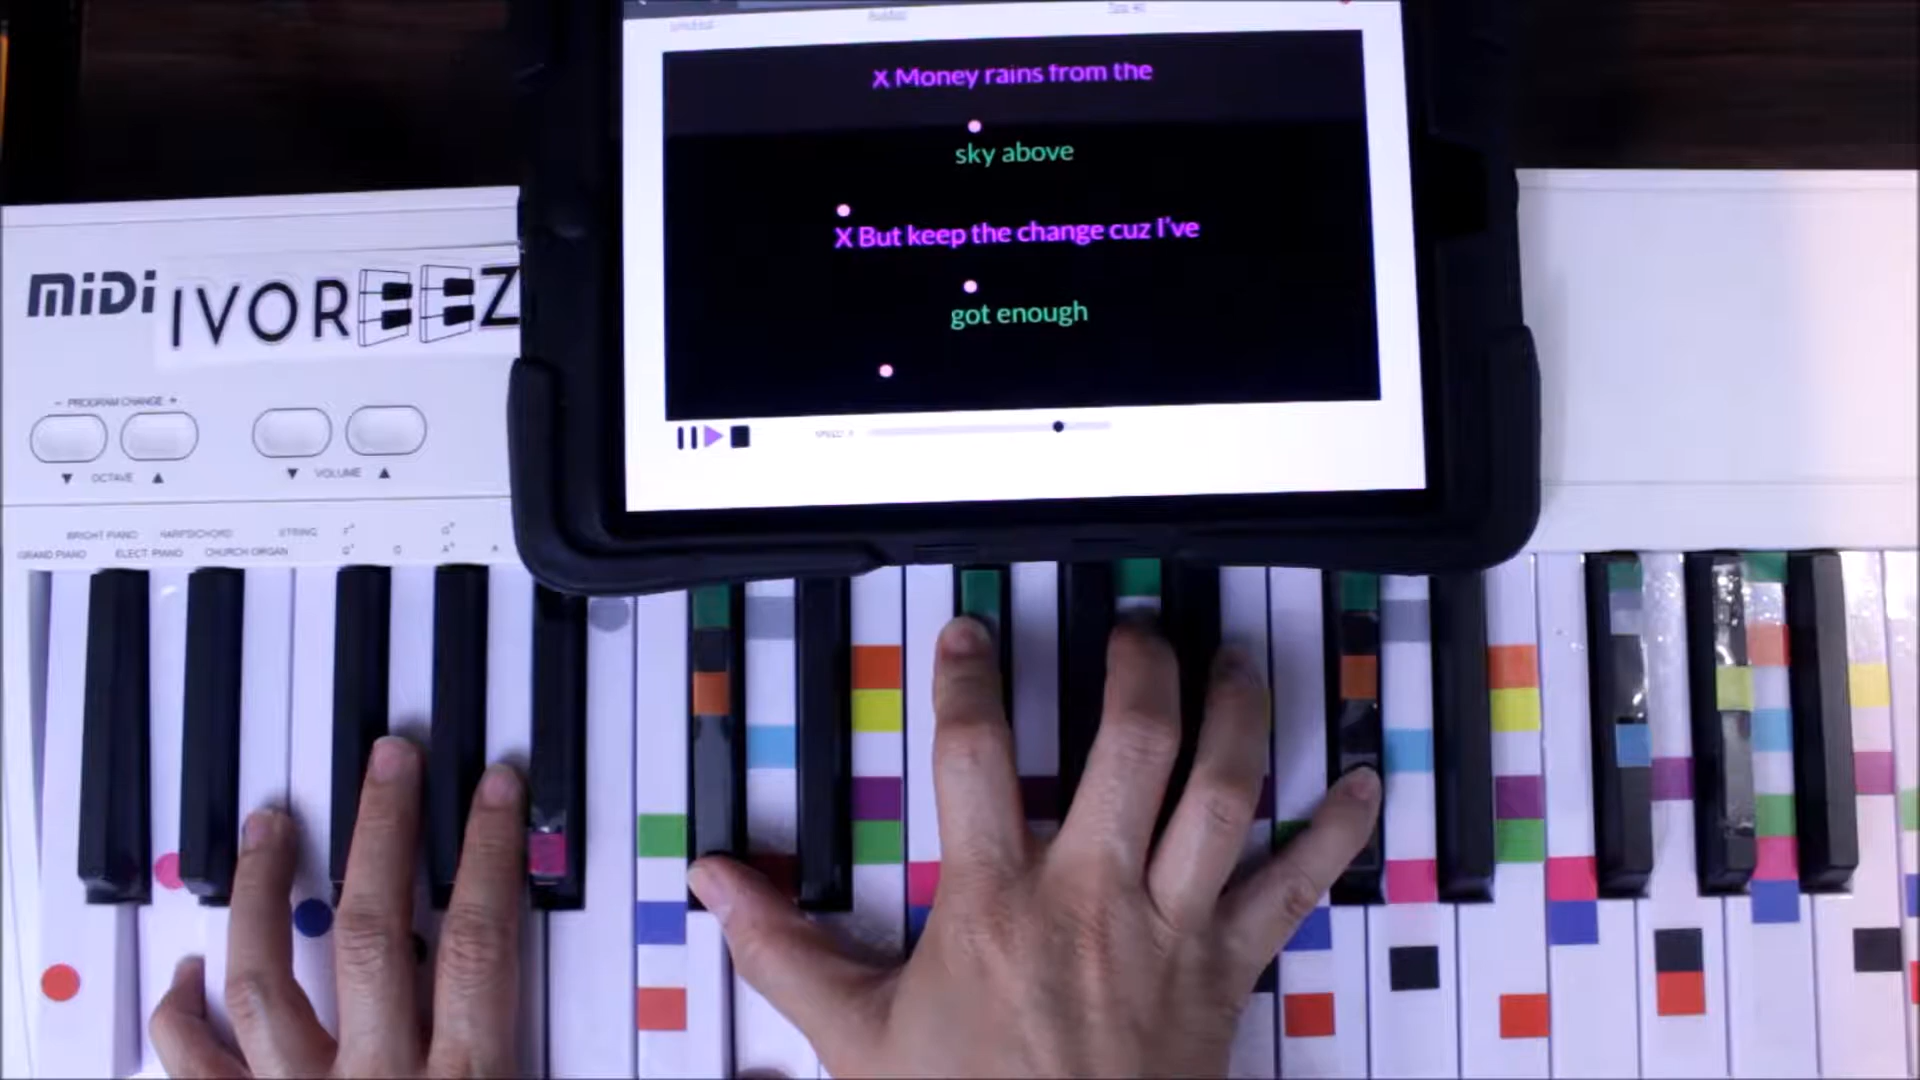 X Money rains from the
sky above
X But keep the change cuz I've
got enough
MiDi IVOREEZ
- PROGRAM CHANGE +
▼ OCTAVE ▲
▼ VOLUME ▲
BRIGHT PIANO HARPSICHORD STRING
GRAND PIANO ELECT PIANO CHURCH ORGAN